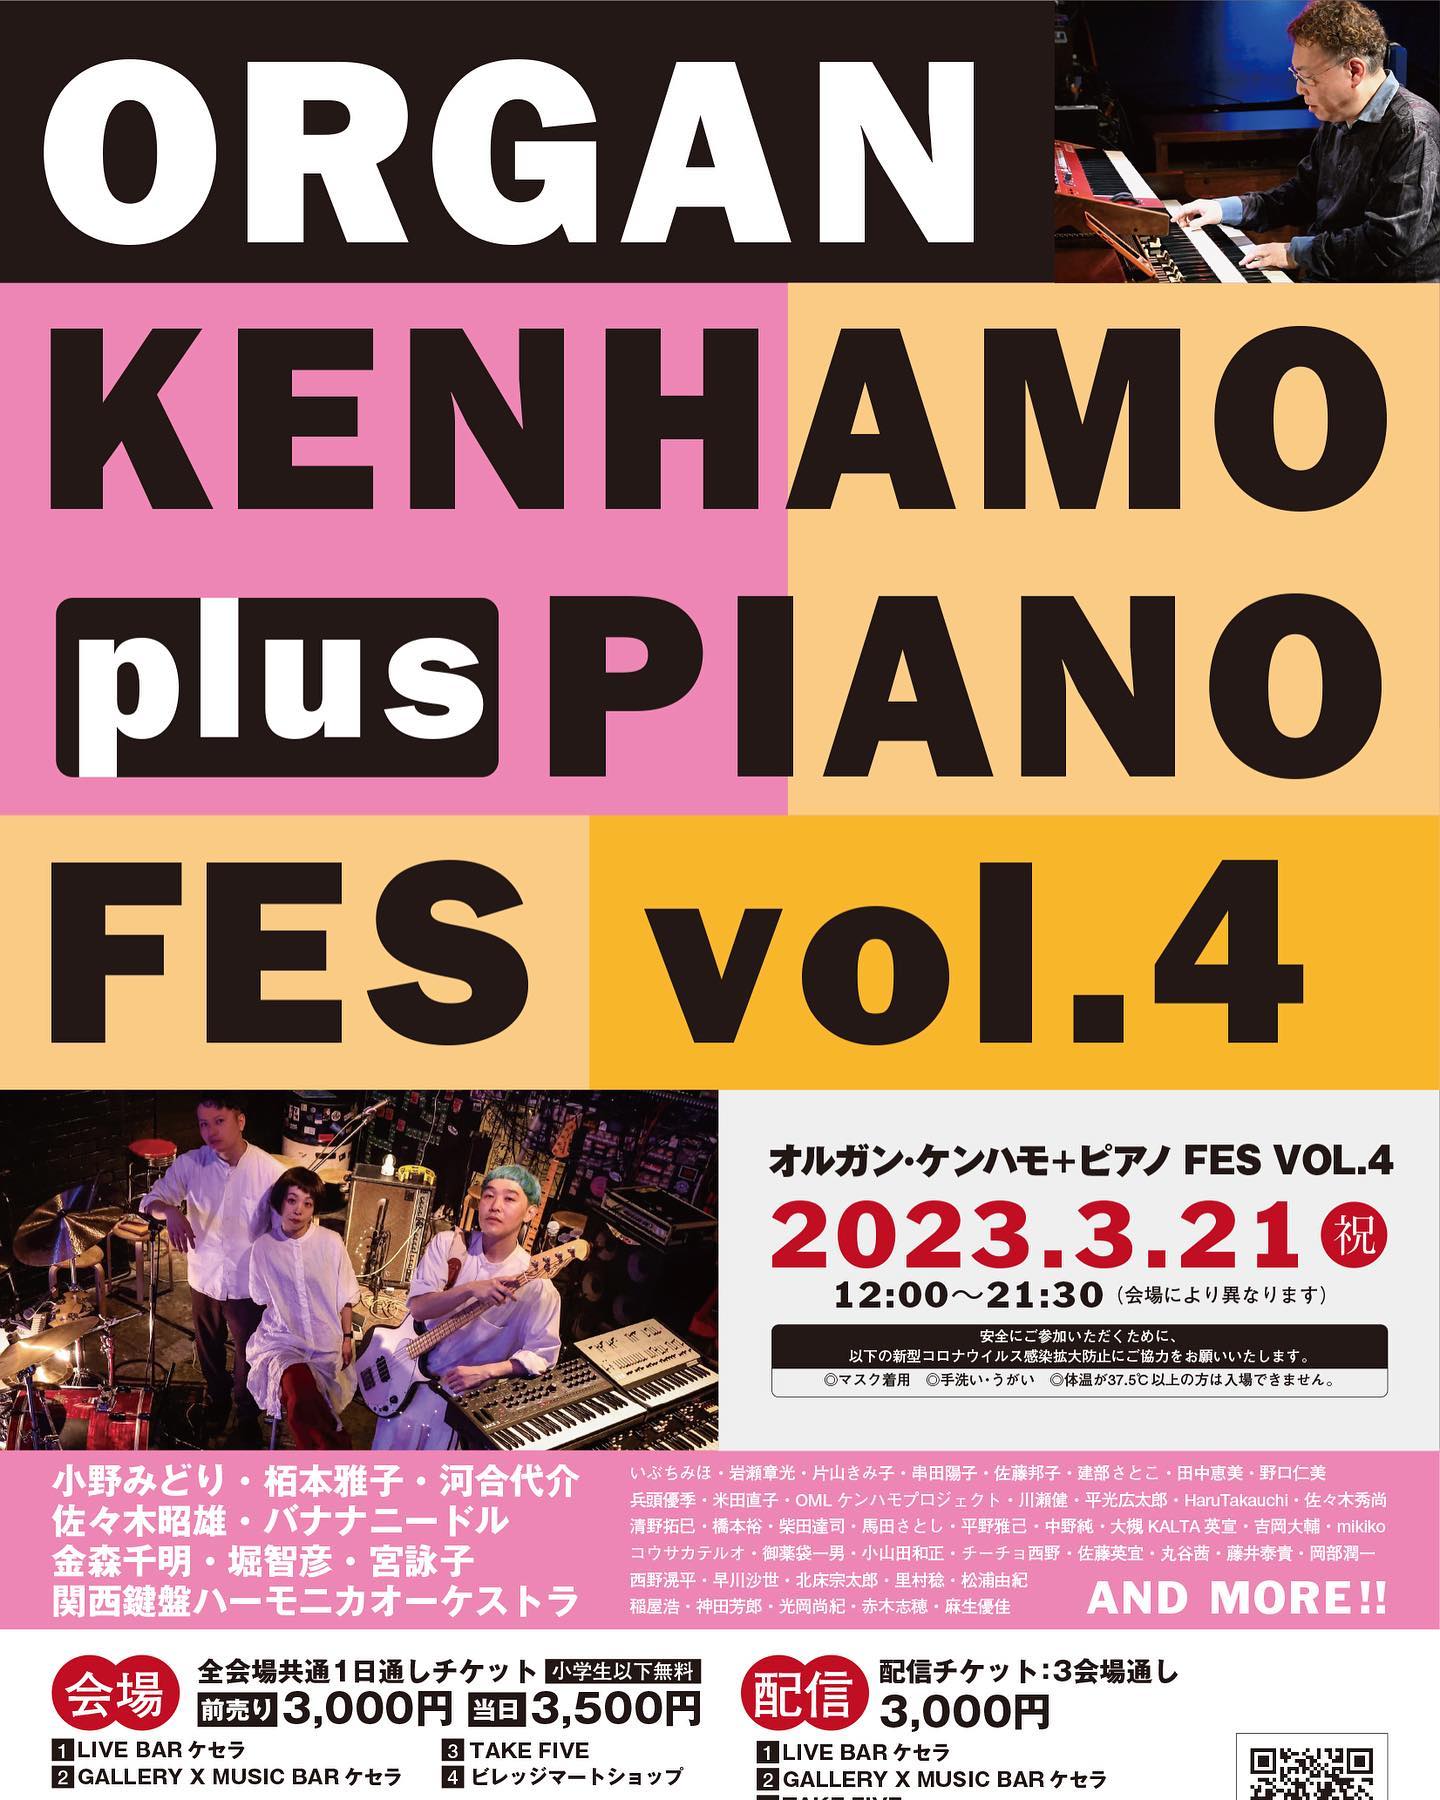 ORGAN
KENHAMO
plus PIANO
FES vol.4
オルガン・ケンハモ+ピアノ FES VOL.4
2023.3.21 祝
12:00〜21:30（会場により異なります）
安全にご参加いただくために、
以下の新型コロナウイルス感染拡大防止にご協力をお願いいたします。
◎マスク着用 ◎手洗い・うがい ◎体温が37.5℃以上の方は入場できません。
小野みどり・栢本雅子・河合代介
佐々木昭雄・バナナニードル
金森千明・堀智彦・宮詠子
関西鍵盤ハーモニカオーケストラ
いぶちみほ・岩瀬章光・片山きみ子・串田陽子・佐藤邦子・建部さとこ・田中恵美・野口仁美
兵頭優季・米田直子・OML ケンハモプロジェクト・川瀬健・平光広太郎・HaruTakauchi・佐々木秀尚
清野拓巳・橋本裕・柴田達司・馬田さとし・平野雅己・中野純・大槻 KALTA 英宣・吉岡大輔・mikiko
コウサカテルオ・御薬袋一男・小山田和正・チーチョ西野・佐藤英宜・丸谷茜・藤井泰貴・岡部潤一
西野滉平・早川沙世・北床宗太郎・里村稔・松浦由紀
稲屋浩・神田芳郎・光岡尚紀・赤木志穂・麻生優佳
AND MORE!!
会場
全会場共通1日通しチケット 小学生以下無料
前売り 3,000円 当日 3,500円
1 LIVE BAR ケセラ
2 GALLERY X MUSIC BAR ケセラ
3 TAKE FIVE
4 ビレッジマートショップ
配信
配信チケット：3会場通し
3,000円
1 LIVE BAR ケセラ
2 GALLERY X MUSIC BAR ケセラ